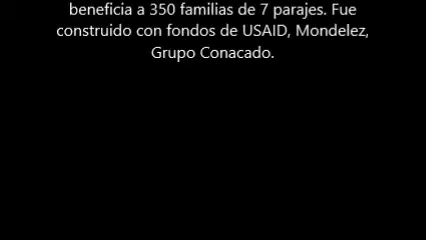 beneficia a 350 familias de 7 parajes. Fue
construido con fondos de USAID, Mondelez,
Grupo Conacado.